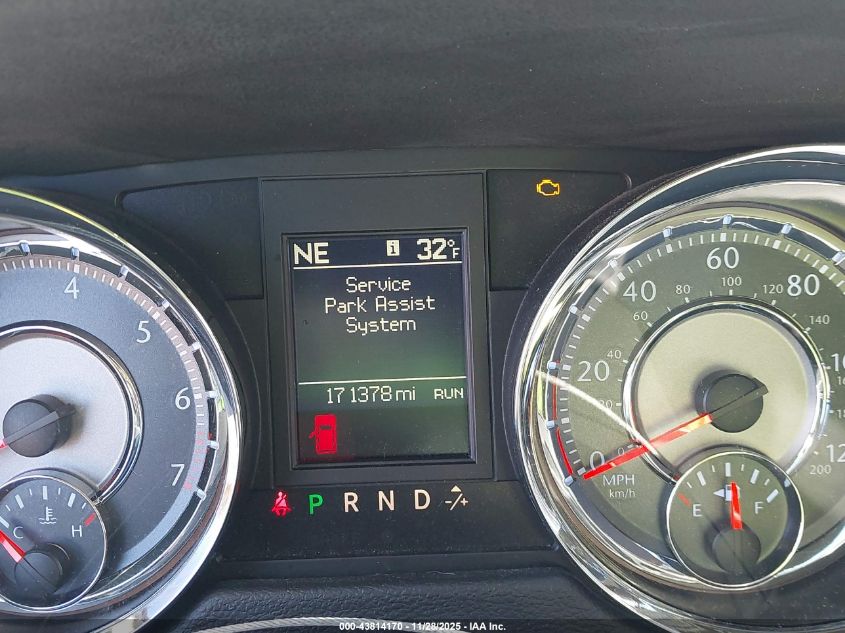 NE i 32°F
Service
Park Assist
System
171378 mi RUN
P R N D -/+
4
5
6
7
C H
20 40 60 80
0
MPH
km/h
40 60 80 100 120 140
200
E F
000-43814170 - 11/28/2025 - IAA Inc.